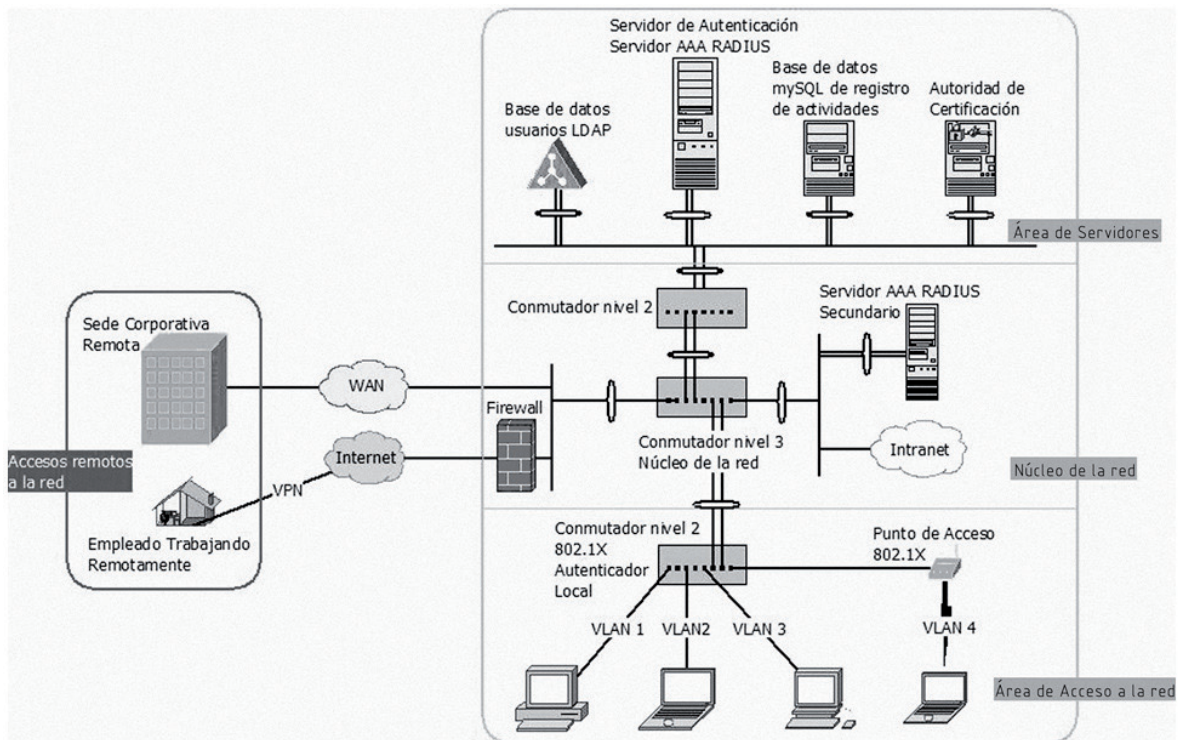 Servidor de Autenticación
Servidor AAA RADIUS
Base de datos
mySQL de registro
de actividades
Autoridad de
Certificación
Base de datos
usuarios LDAP
Área de Servidores
Conmutador nivel 2
Servidor AAA RADIUS
Secundario
Sede Corporativa
Remota
WAN
Firewall
Conmutador nivel 3
Núcleo de la red
Internet
Intranet
Accesos remotos
a la red
Núcleo de la red
VPN
Empleado Trabajando
Remotamente
Conmutador nivel 2
802.1X
Autenticador
Local
Punto de Acceso
802.1X
VLAN 1
VLAN2
VLAN 3
VLAN 4
Área de Acceso a la red